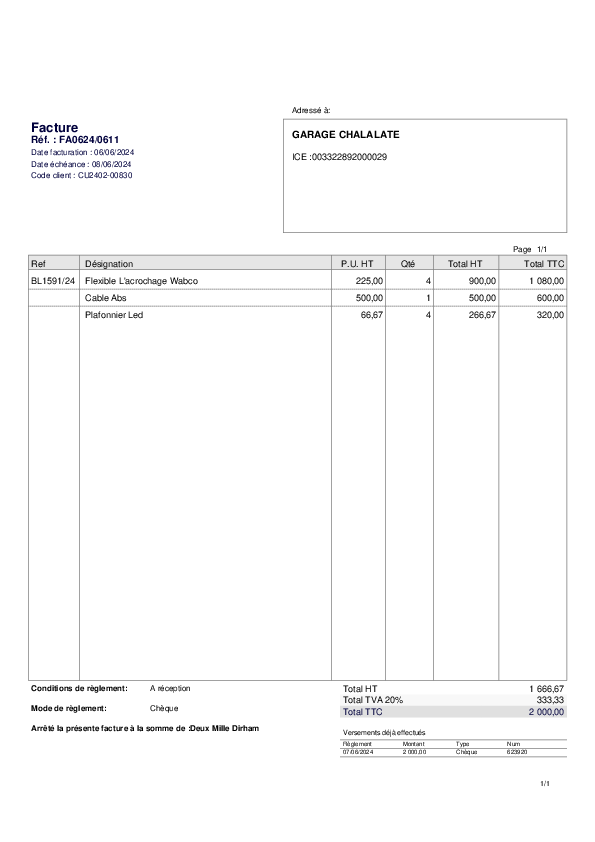 Adressé à:
Facture
Réf. : FA0624/0611
Date facturation : 06/06/2024
Date échéance : 08/06/2024
Code client : CU2402-00830
GARAGE CHALALATE
ICE :003322892000029
Page 1/1
Ref Désignation P.U. HT Qté Total HT Total TTC
BL1591/24 Flexible L'acrochage Wabco 225,00 4 900,00 1 080,00
Cable Abs 500,00 1 500,00 600,00
Plafonnier Led 66,67 4 266,67 320,00
Conditions de règlement: A réception
Mode de règlement: Chèque
Arrêté la présente facture à la somme de :Deux Mille Dirham
Total HT 1 666,67
Total TVA 20% 333,33
Total TTC 2 000,00
Versements déjà effectués
Règlement Montant Type Num
07/06/2024 2 000,00 Chèque 623920
1/1